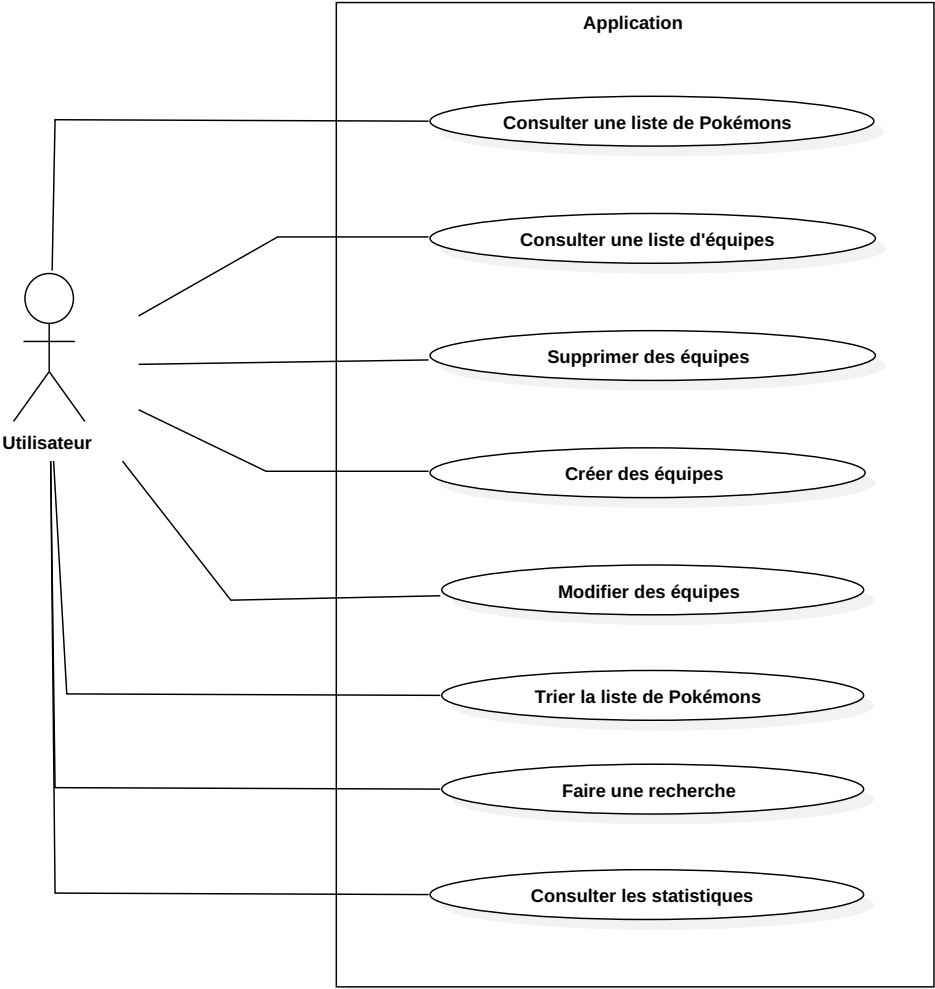 Application
Consulter une liste de Pokémons
Consulter une liste d'équipes
Supprimer des équipes
Utilisateur
Créer des équipes
Modifier des équipes
Trier la liste de Pokémons
Faire une recherche
Consulter les statistiques